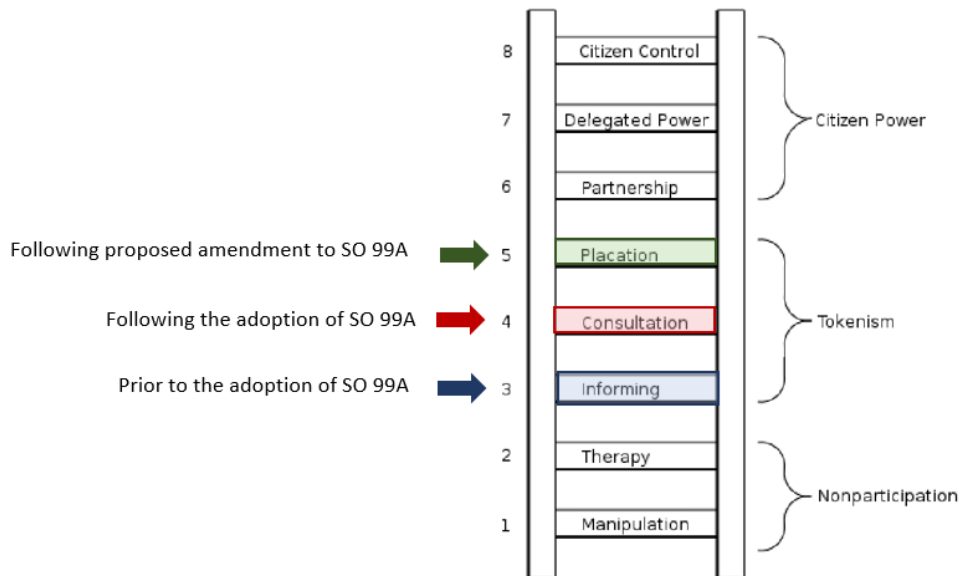 8 Citizen Control
7 Delegated Power
Citizen Power
6 Partnership
Following proposed amendment to SO 99A 5 Placation
Following the adoption of SO 99A 4 Consultation
Tokenism
Prior to the adoption of SO 99A 3 Informing
2 Therapy
Nonparticipation
1 Manipulation